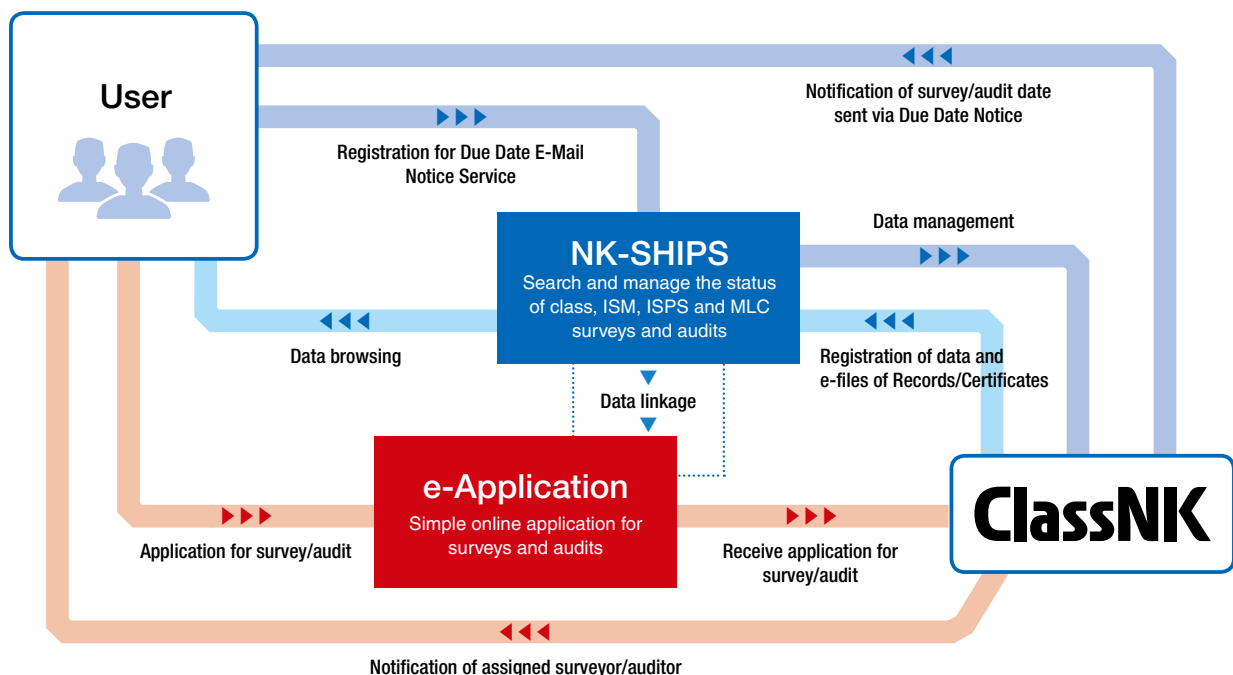 User
Notification of survey/audit date
sent via Due Date Notice
Registration for Due Date E-Mail
Notice Service
Data management
NK-SHIPS
Search and manage the status
of class, ISM, ISPS and MLC
surveys and audits
Data browsing
Registration of data and
e-files of Records/Certificates
Data linkage
e-Application
Simple online application for
surveys and audits
ClassNK
Application for survey/audit
Receive application for
survey/audit
Notification of assigned surveyor/auditor